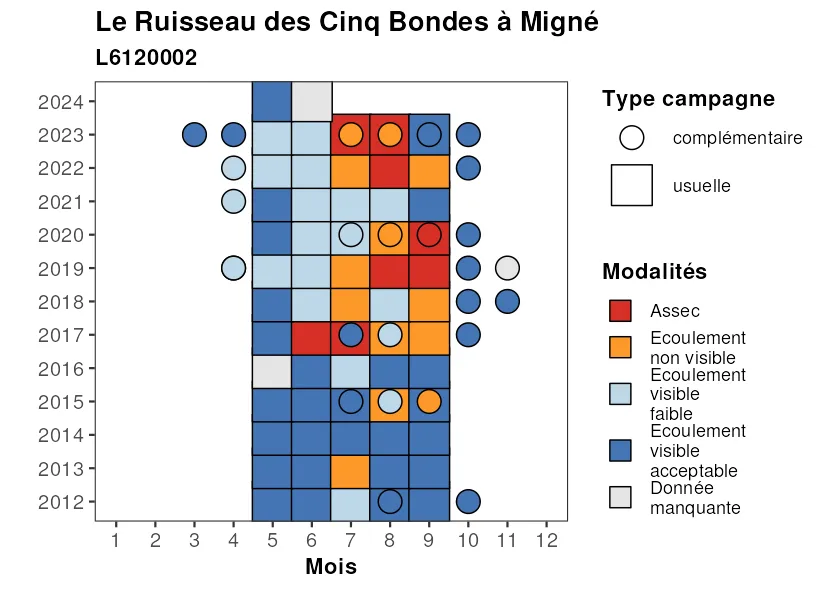 Le Ruisseau des Cinq Bondes à Migné
L6120002
2024
2023
2022
2021
2020
2019
2018
2017
2016
2015
2014
2013
2012
1 2 3 4 5 6 7 8 9 10 11 12
Mois
Type campagne
complémentaire
usuelle
Modalités
Assec
Ecoulement
non visible
Ecoulement
visible
faible
Ecoulement
visible
acceptable
Donnée
manquante